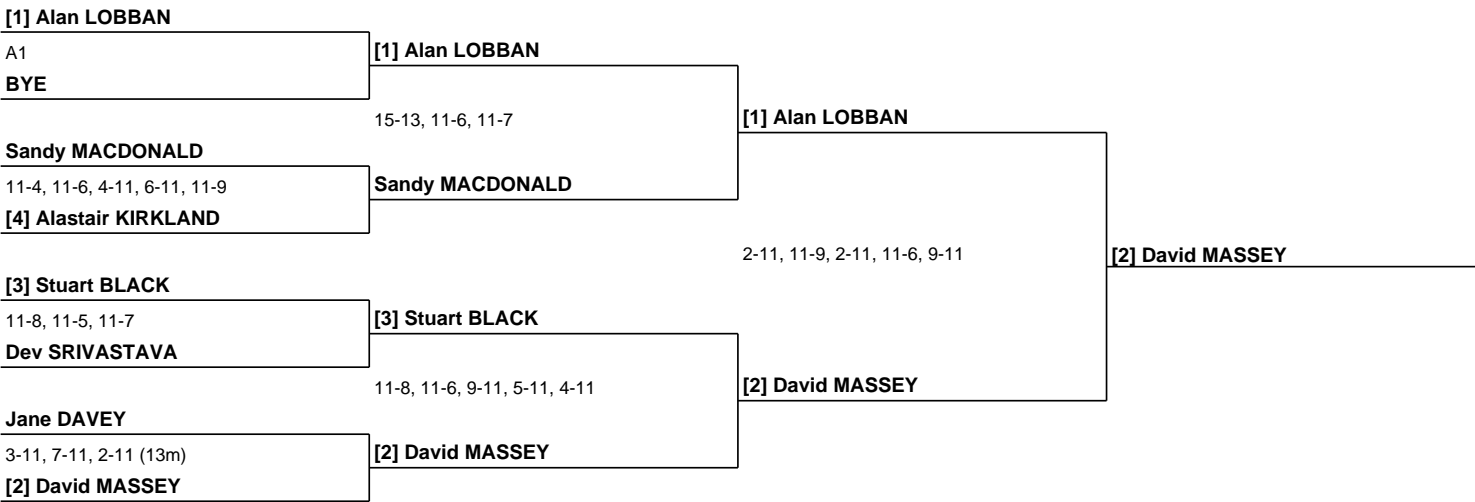 [1] Alan LOBBAN
A1
BYE
Sandy MACDONALD
11-4, 11-6, 4-11, 6-11, 11-9
[4] Alastair KIRKLAND
[3] Stuart BLACK
11-8, 11-5, 11-7
Dev SRIVASTAVA
Jane DAVEY
3-11, 7-11, 2-11 (13m)
[2] David MASSEY
[1] Alan LOBBAN
15-13, 11-6, 11-7
Sandy MACDONALD
[3] Stuart BLACK
11-8, 11-6, 9-11, 5-11, 4-11
[2] David MASSEY
[1] Alan LOBBAN
2-11, 11-9, 2-11, 11-6, 9-11
[2] David MASSEY
[2] David MASSEY